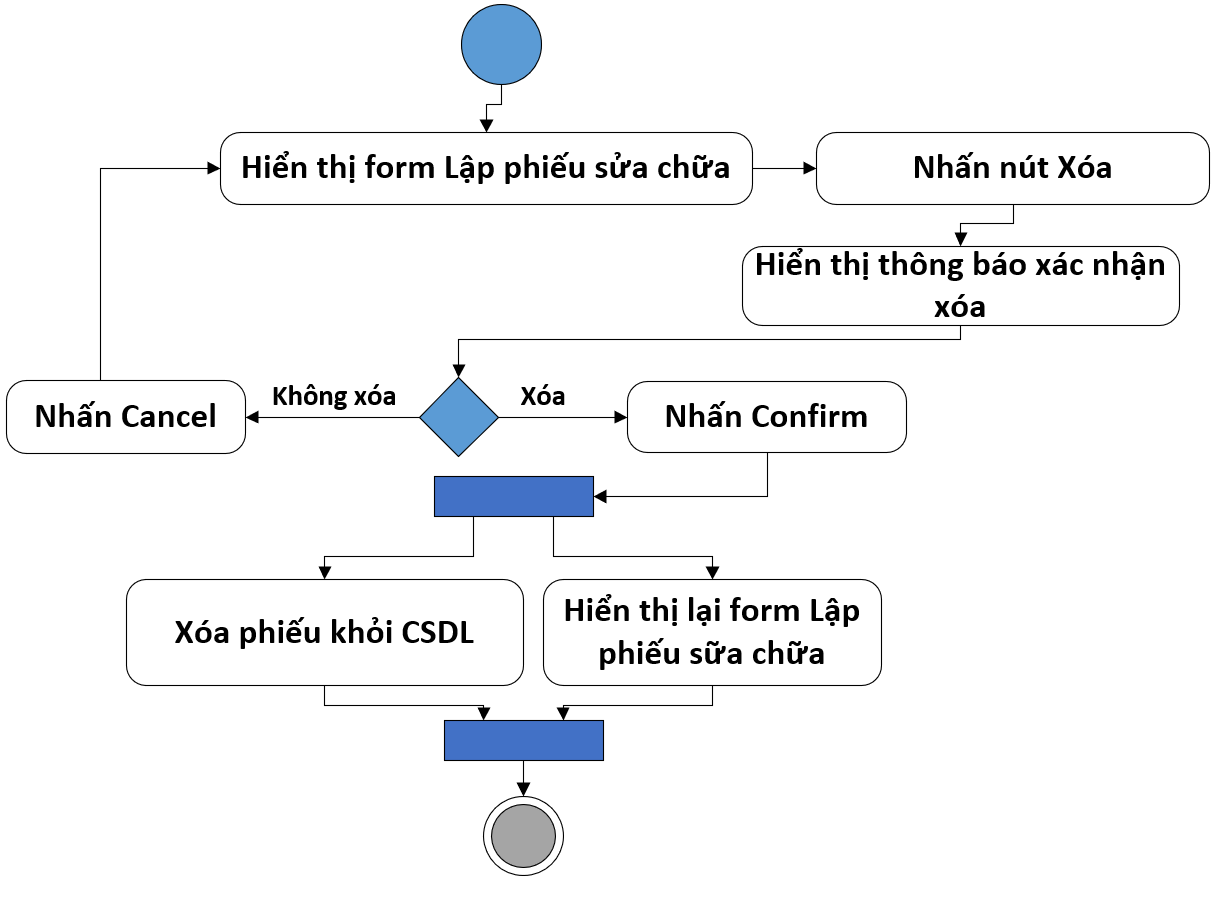 Hiển thị form Lập phiếu sửa chữa
Nhấn nút Xóa
Hiển thị thông báo xác nhận
xóa
Không xóa
Xóa
Nhấn Cancel
Nhấn Confirm
Xóa phiếu khỏi CSDL
Hiển thị lại form Lập
phiếu sữa chữa